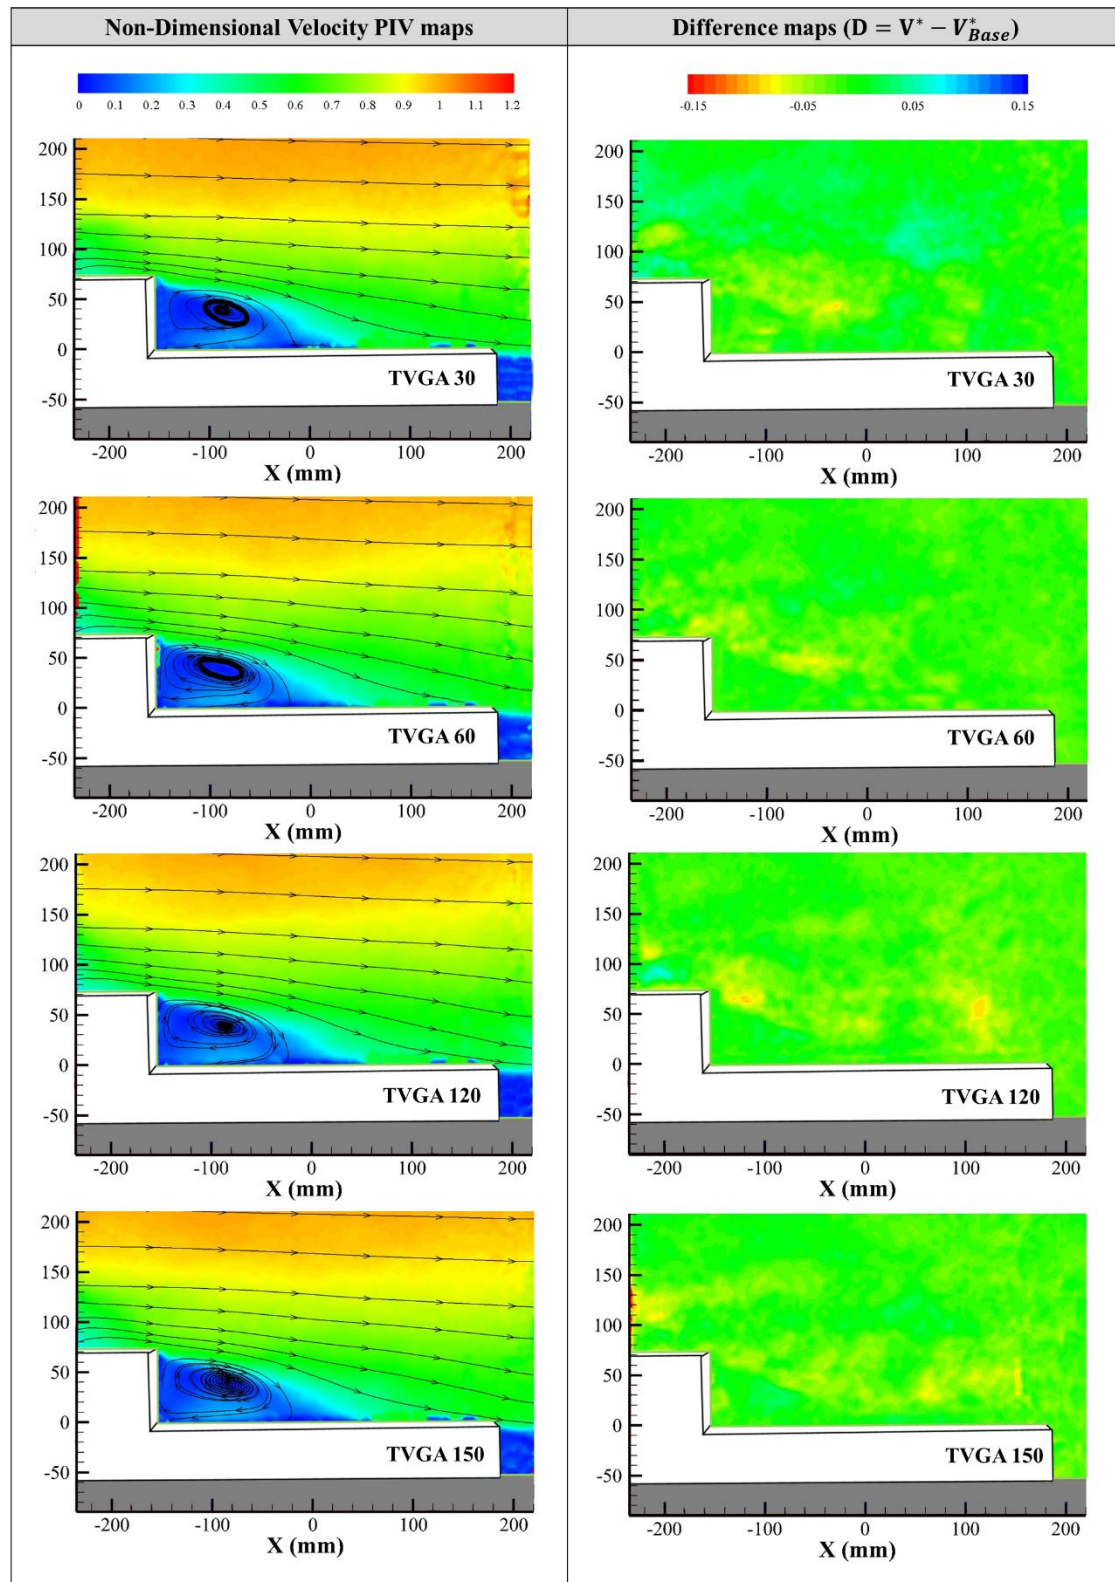 Non-Dimensional Velocity PIV maps
Difference maps (D = V* − V*Base)
0 0.1 0.2 0.3 0.4 0.5 0.6 0.7 0.8 0.9 1 1.1 1.2
-0.15 -0.05 0.05 0.15
200
150
100
50
0
-50
TVGA 30
-200 -100 0 100 200
X (mm)
200
150
100
50
0
-50
TVGA 30
-200 -100 0 100 200
X (mm)
200
150
100
50
0
-50
TVGA 60
-200 -100 0 100 200
X (mm)
200
150
100
50
0
-50
TVGA 60
-200 -100 0 100 200
X (mm)
200
150
100
50
0
-50
TVGA 120
-200 -100 0 100 200
X (mm)
200
150
100
50
0
-50
TVGA 120
-200 -100 0 100 200
X (mm)
200
150
100
50
0
-50
TVGA 150
-200 -100 0 100 200
X (mm)
200
150
100
50
0
-50
TVGA 150
-200 -100 0 100 200
X (mm)